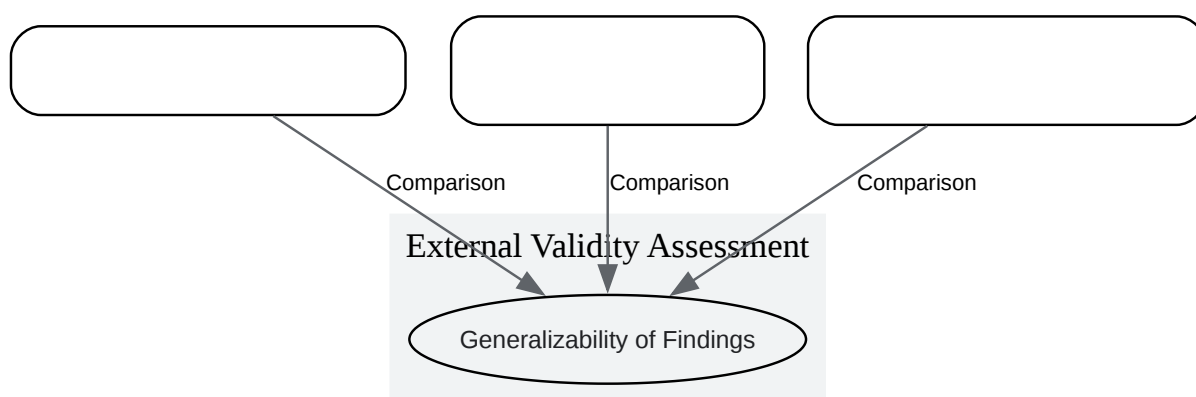 Comparison Comparison Comparison
External Validity Assessment
Generalizability of Findings